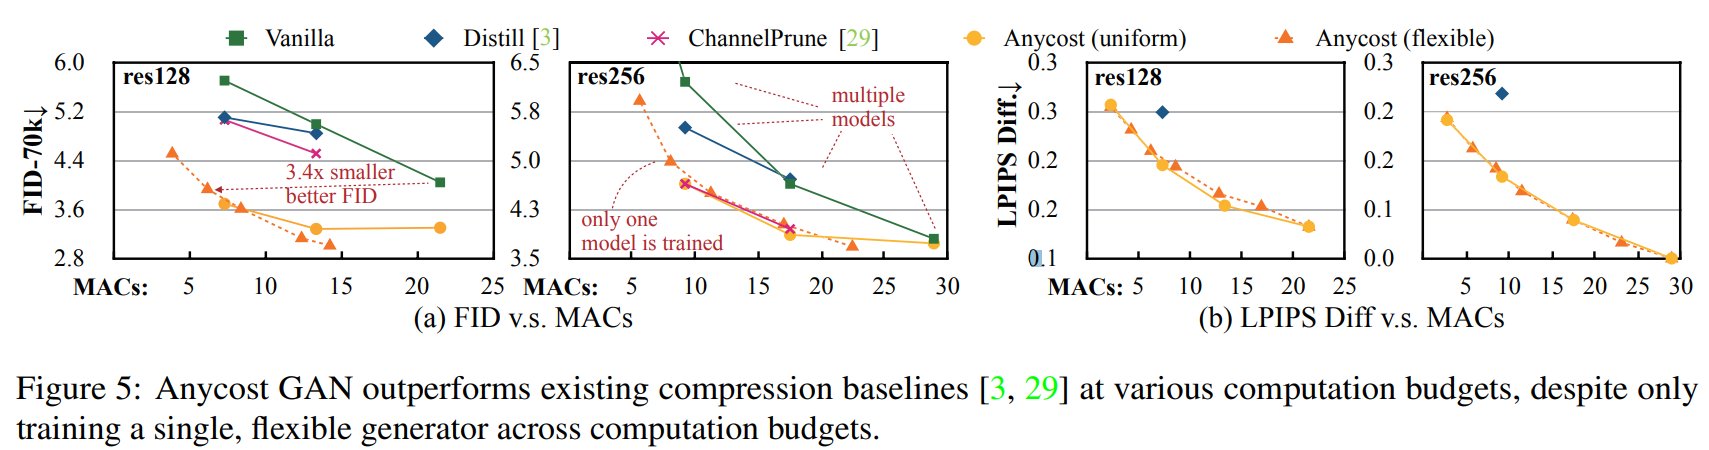 Vanilla Distill [3] ChannelPrune [29] Anycost (uniform) Anycost (flexible)
FID-70k↓
6.0
5.2
4.4
3.6
2.8
res128
3.4x smaller
better FID
MACs: 5 10 15 20 25
6.5
5.8
5.0
4.3
3.5
res256
multiple
models
only one
model is trained
MACs: 5 10 15 20 25 30
(a) FID v.s. MACs
LPIPS Diff.↓
0.3
0.3
0.2
0.2
0.1
res128
MACs: 5 10 15 20 25
0.3
0.2
0.2
0.1
0.0
res256
5 10 15 20 25 30
(b) LPIPS Diff v.s. MACs
Figure 5: Anycost GAN outperforms existing compression baselines [3, 29] at various computation budgets, despite only
training a single, flexible generator across computation budgets.